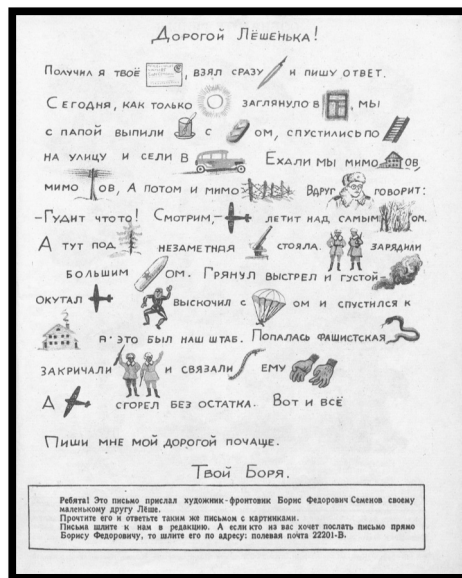 Дорогой Лёшенька!
Получил я твоё , взял сразу и пишу ответ.
Сегодня, как только заглянуло в , мы
с папой выпили с ом, спустились по
на улицу и сели в Ехали мы мимо ов,
мимо ов, а потом и мимо Вдруг говорит:
-Гудит что то! Смотрим,- летит над самым ом.
А тут под незаметная стояла. зарядили
большим ом. Грянул выстрел и густой
окутал выскочил с ом и спустился к
а это был наш штаб. Попалась фашистская
закричали и связали ему
А сгорел без остатка. Вот и всё
Пиши мне мой дорогой почаще.
Твой Боря.
Ребята! Это письмо прислал художник-фронтовик Борис Федорович Семенов своему
маленькому другу Лёше.
Прочтите его и ответьте таким же письмом с картинками.
Письма шлите к нам в редакцию. А если кто из вас хочет послать письмо прямо
Борису Федоровичу, то шлите его по адресу: полевая почта 22201-В.